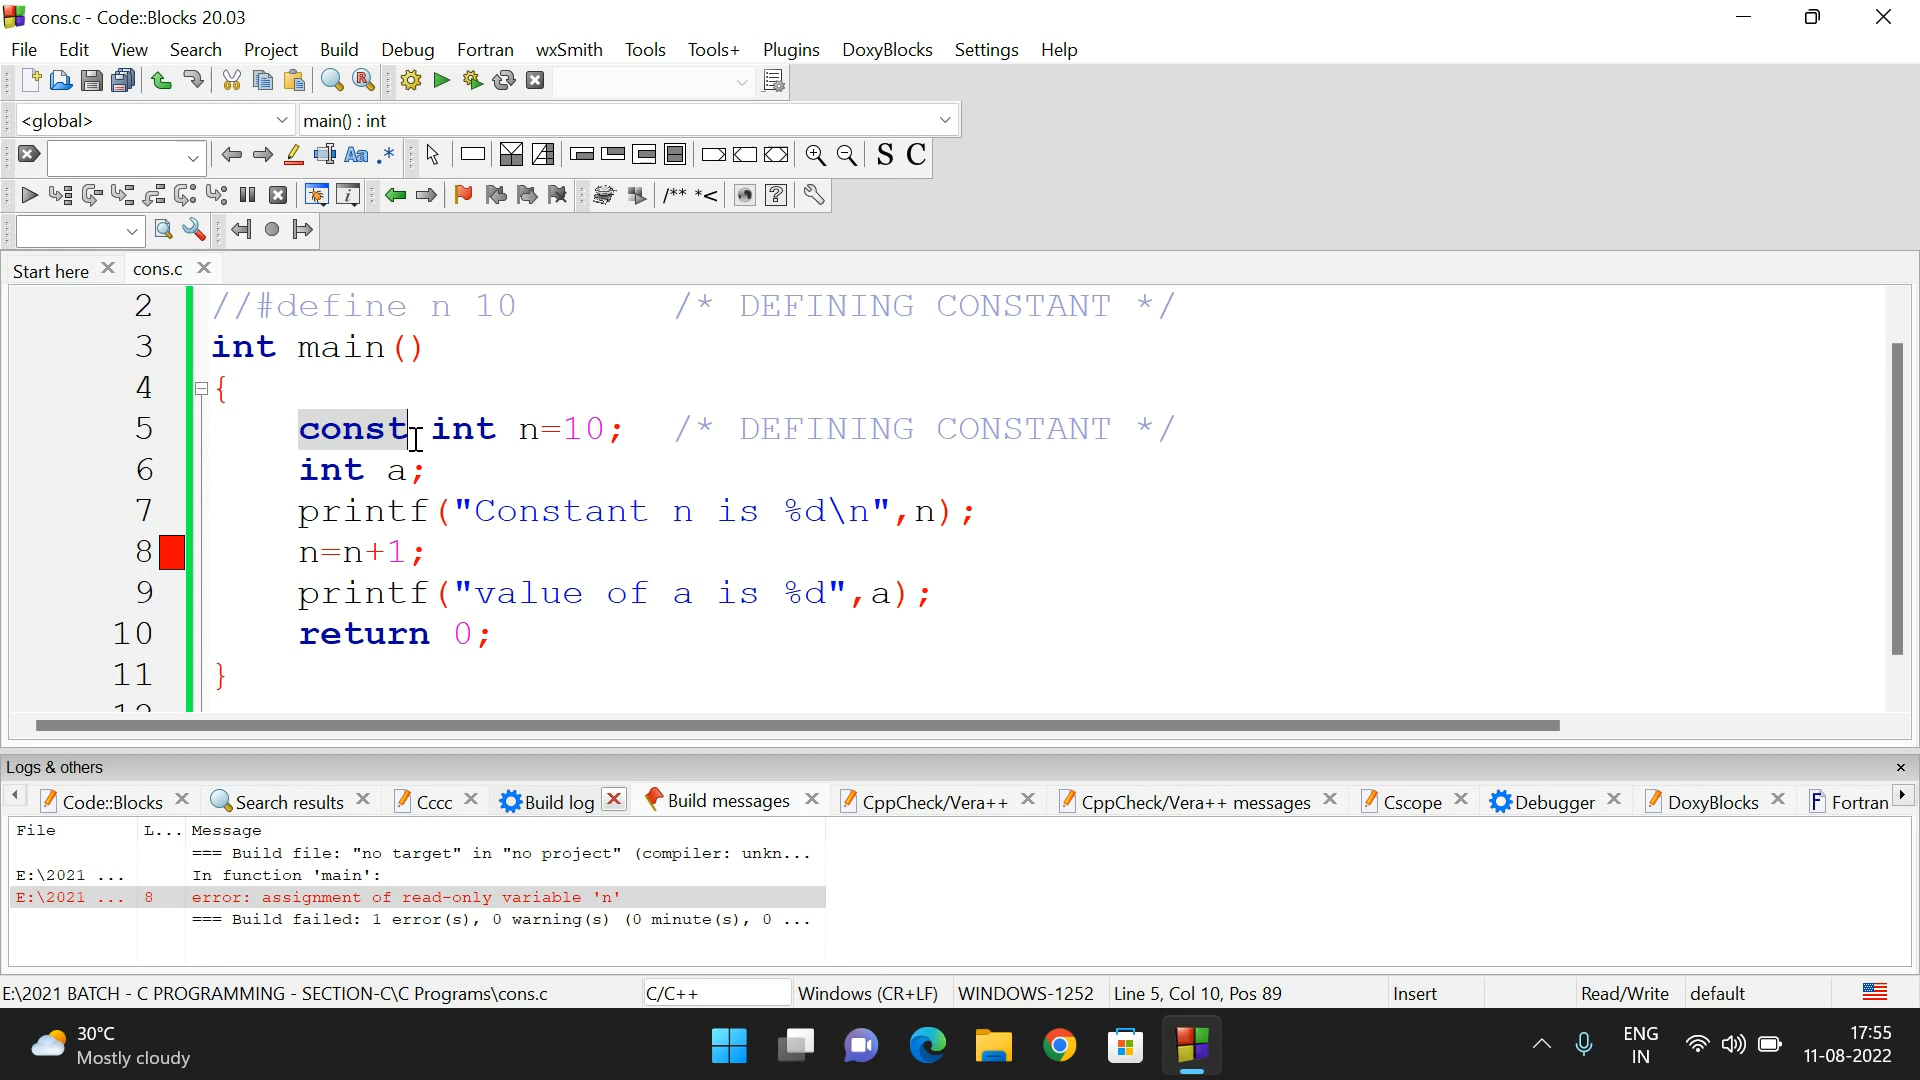 cons.c - Code::Blocks 20.03
File Edit View Search Project Build Debug Fortran wxSmith Tools Tools+ Plugins DoxyBlocks Settings Help
<global> main() : int
Aa .* S C
/** *<
Start here cons.c
2 //#define n 10 /* DEFINING CONSTANT */
3 int main()
4 {
5 const int n=10; /* DEFINING CONSTANT */
6 int a;
7 printf("Constant n is %d\n",n);
8 n=n+1;
9 printf("value of a is %d",a);
10 return 0;
11 }
12
Logs & others
Code::Blocks Search results Cccc Build log Build messages CppCheck/Vera++ CppCheck/Vera++ messages Cscope Debugger DoxyBlocks Fortran
File L... Message
=== Build file: "no target" in "no project" (compiler: unkn...
E:\2021 ... In function 'main':
E:\2021 ... 8 error: assignment of read-only variable 'n'
=== Build failed: 1 error(s), 0 warning(s) (0 minute(s), 0 ...
E:\2021 BATCH - C PROGRAMMING - SECTION-C\C Programs\cons.c C/C++ Windows (CR+LF) WINDOWS-1252 Line 5, Col 10, Pos 89 Insert Read/Write default
30°C
Mostly cloudy
ENG
IN
17:55
11-08-2022